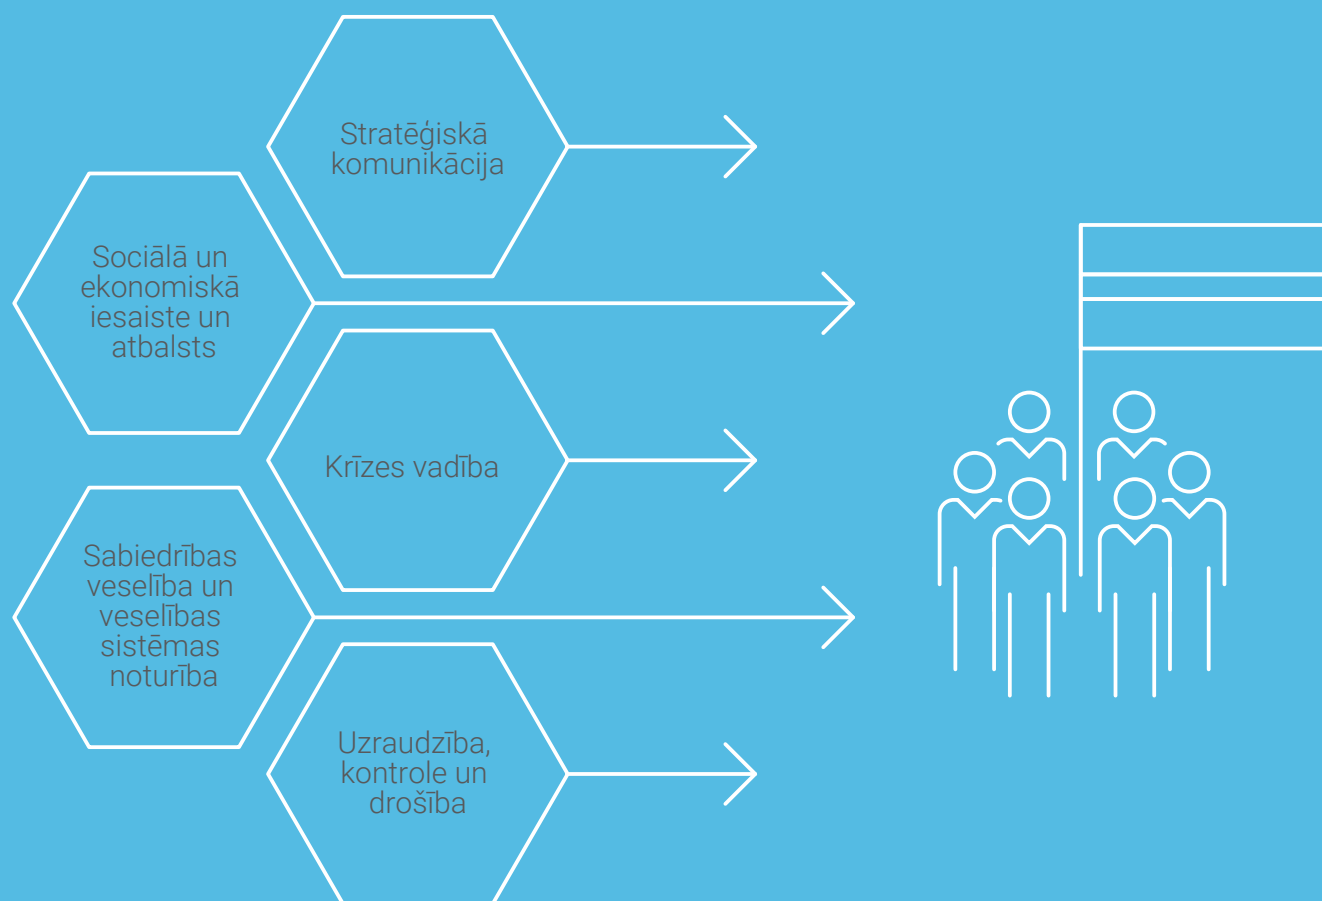 Stratēģiskā
komunikācija
Sociālā un
ekonomiskā
iesaiste un
atbalsts
Krīzes vadība
Sabiedrības
veselība un
veselības
sistēmas
noturība
Uzraudzība,
kontrole un
drošība